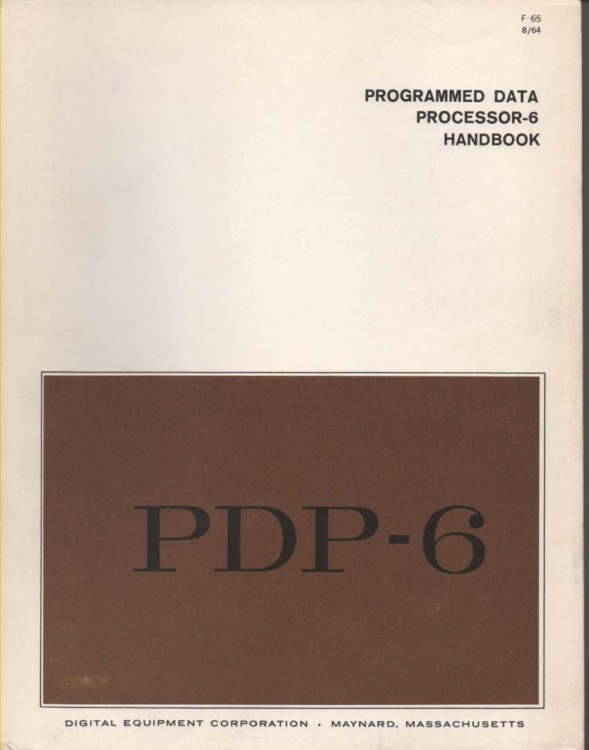 F-65
8/64
PROGRAMMED DATA
PROCESSOR-6
HANDBOOK
PDP-6
DIGITAL EQUIPMENT CORPORATION • MAYNARD, MASSACHUSETTS